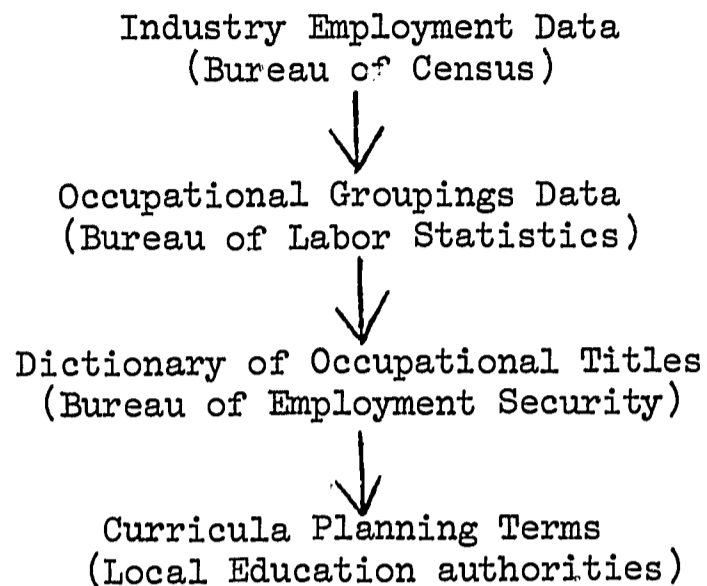 Industry Employment Data
(Bureau of Census)
Occupational Groupings Data
(Bureau of Labor Statistics)
Dictionary of Occupational Titles
(Bureau of Employment Security)
Curricula Planning Terms
(Local Education authorities)